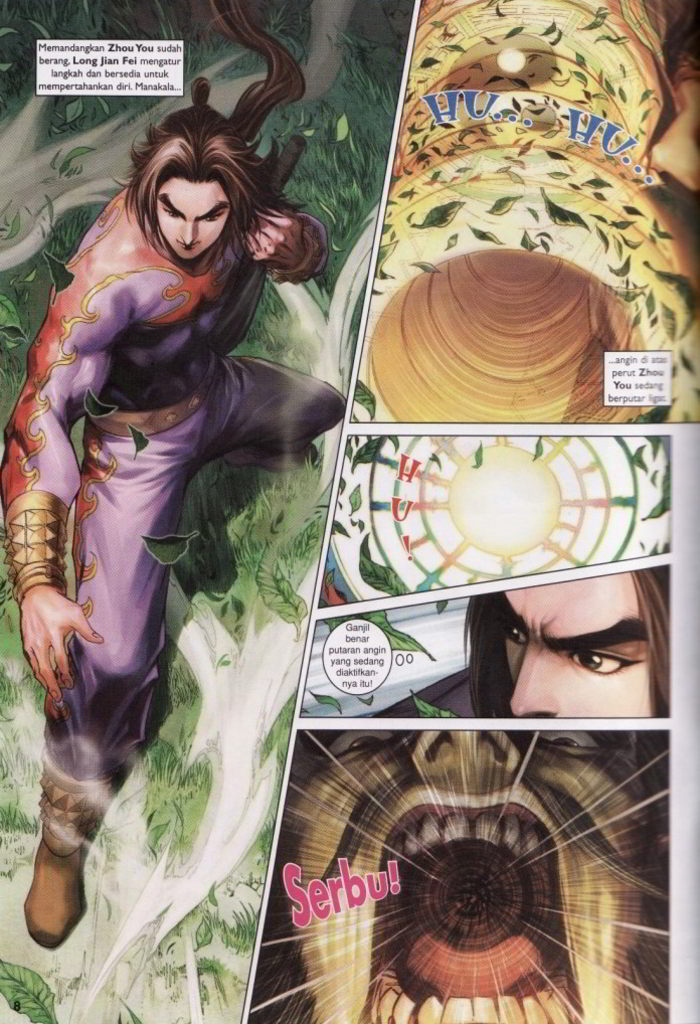 Memandangkan Zhou You sudah
berang, Long Jian Fei mengatur
langkah dan bersedia untuk
mempertahankan diri. Manakala...
HU... HU...
...angin di atas
perut Zhou
You sedang
berputar ligat.
HU!
Ganjil
benar
putaran angin
yang sedang
diaktifkan-
nya itu!
Serbu!
8